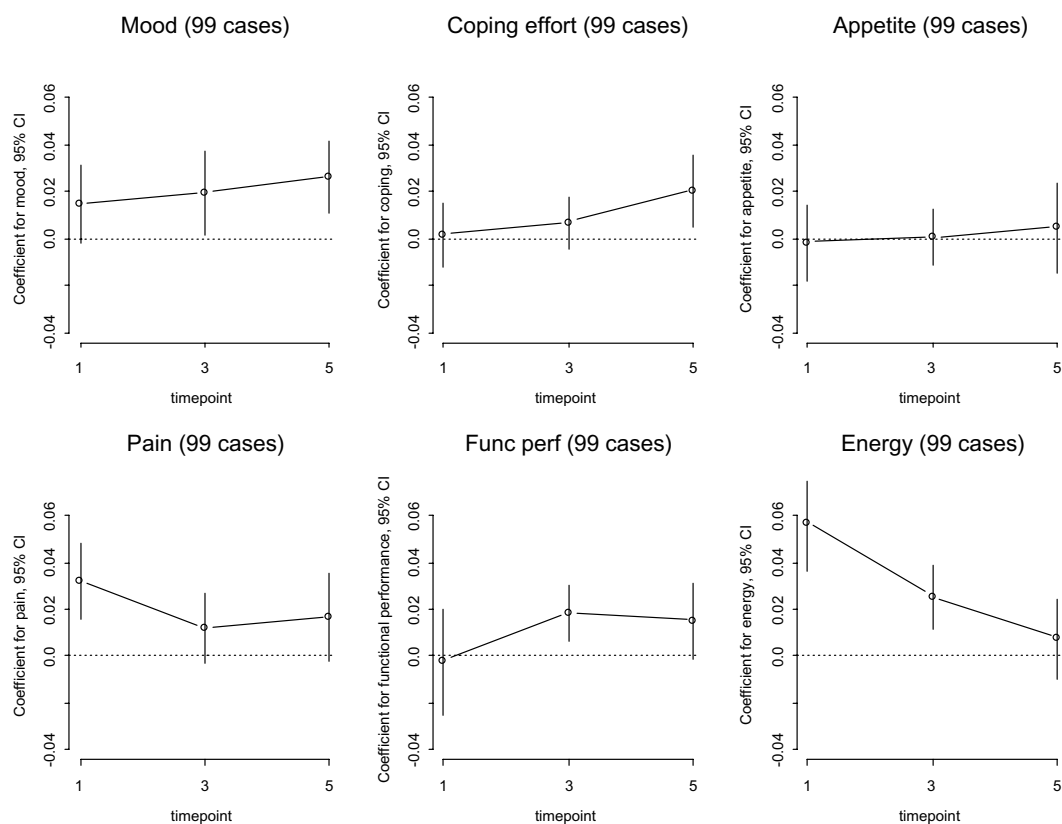 Mood (99 cases)
Coefficient for mood, 95% CI
0.06
0.04
0.02
0.0
-0.04
1
3
5
timepoint
Coping effort (99 cases)
Coefficient for coping, 95% CI
0.06
0.04
0.02
0.0
-0.04
1
3
5
timepoint
Appetite (99 cases)
Coefficient for appetite, 95% CI
0.06
0.04
0.02
0.0
-0.04
1
3
5
timepoint
Pain (99 cases)
Coefficient for pain, 95% CI
0.06
0.04
0.02
0.0
-0.04
1
3
5
timepoint
Func perf (99 cases)
Coefficient for functional performance, 95% CI
0.06
0.04
0.02
0.0
-0.04
1
3
5
timepoint
Energy (99 cases)
Coefficient for energy, 95% CI
0.06
0.04
0.02
0.0
-0.04
1
3
5
timepoint